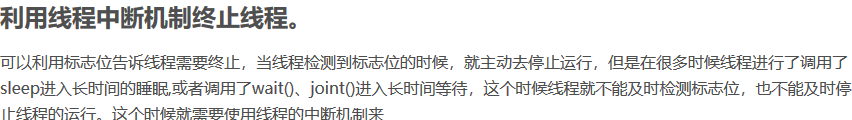 利用线程中断机制终止线程。
可以利用标志位告诉线程需要终止，当线程检测到标志位的时候，就主动去停止运行，但是在很多时候线程进行了调用了
sleep进入长时间的睡眠,或者调用了wait()、joint()进入长时间等待，这个时候线程就不能及时检测标志位，也不能及时停
止线程的运行。这个时候就需要使用线程的中断机制来